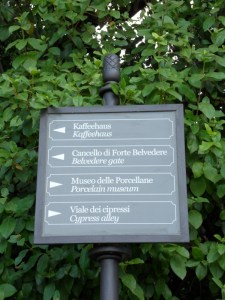 Kaffeehaus
Kaffeehaus
Cancello di Forte Belvedere
Belvedere gate
Museo delle Porcellane
Porcelain museum
Viale dei cipressi
Cypress alley